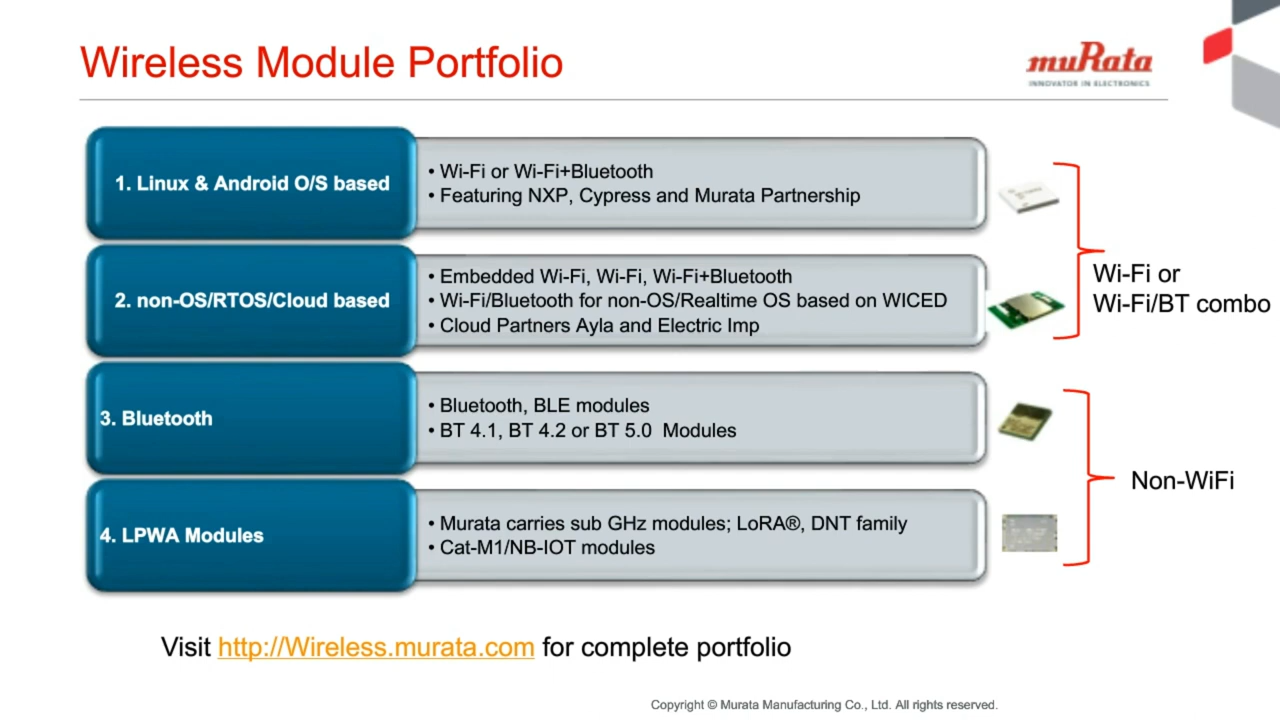 Wireless Module Portfolio
muRata
INNOVATOR IN ELECTRONICS
1. Linux & Android O/S based
• Wi-Fi or Wi-Fi+Bluetooth
• Featuring NXP, Cypress and Murata Partnership
2. non-OS/RTOS/Cloud based
• Embedded Wi-Fi, Wi-Fi, Wi-Fi+Bluetooth
• Wi-Fi/Bluetooth for non-OS/Realtime OS based on WICED
• Cloud Partners Ayla and Electric Imp
Wi-Fi or
Wi-Fi/BT combo
3. Bluetooth
• Bluetooth, BLE modules
• BT 4.1, BT 4.2 or BT 5.0 Modules
4. LPWA Modules
• Murata carries sub GHz modules; LoRA®, DNT family
• Cat-M1/NB-IOT modules
Non-WiFi
Visit http://Wireless.murata.com for complete portfolio
Copyright © Murata Manufacturing Co., Ltd. All rights reserved.